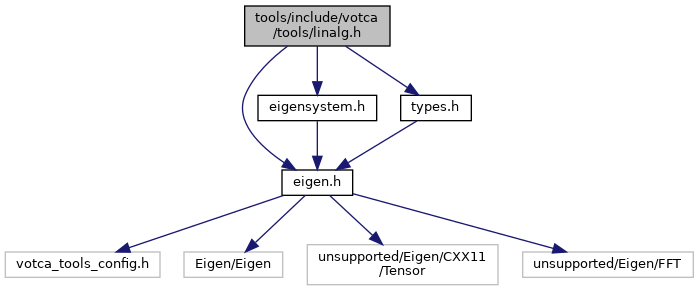 tools/include/votca
/tools/linalg.h
eigensystem.h
types.h
eigen.h
votca_tools_config.h
Eigen/Eigen
unsupported/Eigen/CXX11
/Tensor
unsupported/Eigen/FFT